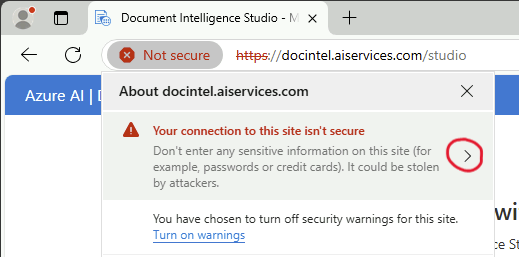 Document Intelligence Studio - M
Not secure
https://docintel.aiservices.com/studio
Azure AI | D
About docintel.aiservices.com
Your connection to this site isn't secure
Don't enter any sensitive information on this site (for
example, passwords or credit cards). It could be stolen
by attackers.
wi
You have chosen to turn off security warnings for this site.
Turn on warnings
e St